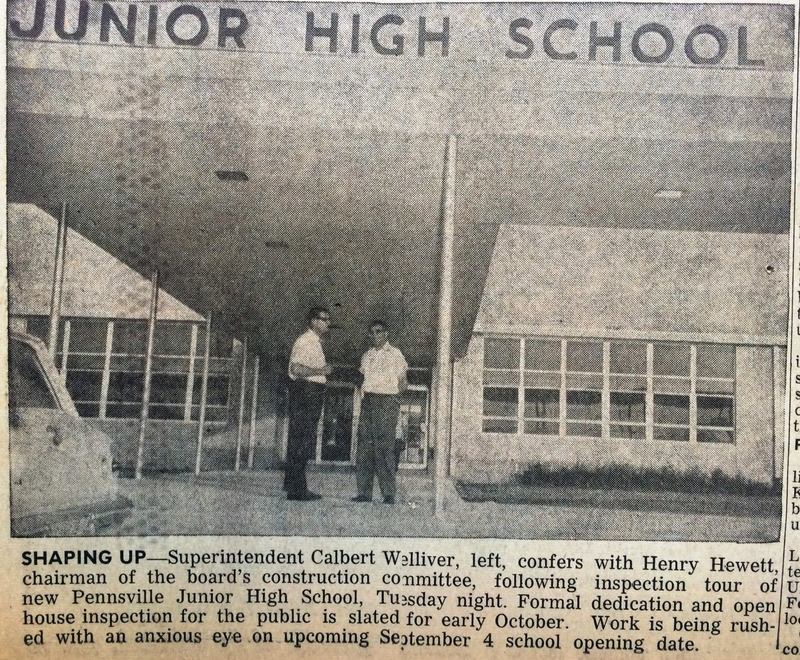 JUNIOR HIGH SCHOOL
SHAPING UP—Superintendent Calbert Welliver, left, confers with Henry Hewett,
chairman of the board's construction committee, following inspection tour of
new Pennsville Junior High School, Tuesday night. Formal dedication and open
house inspection for the public is slated for early October. Work is being rush-
ed with an anxious eye on upcoming September 4 school opening date.